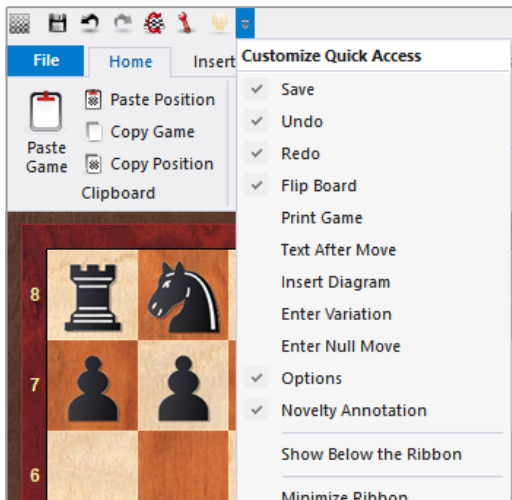 File
Home
Insert
Customize Quick Access
Save
Undo
Redo
Flip Board
Print Game
Text After Move
Insert Diagram
Enter Variation
Enter Null Move
Options
Novelty Annotation
Show Below the Ribbon
Minimize Ribbon
Paste
Game
Paste Position
Copy Game
Copy Position
Clipboard
8
7
6